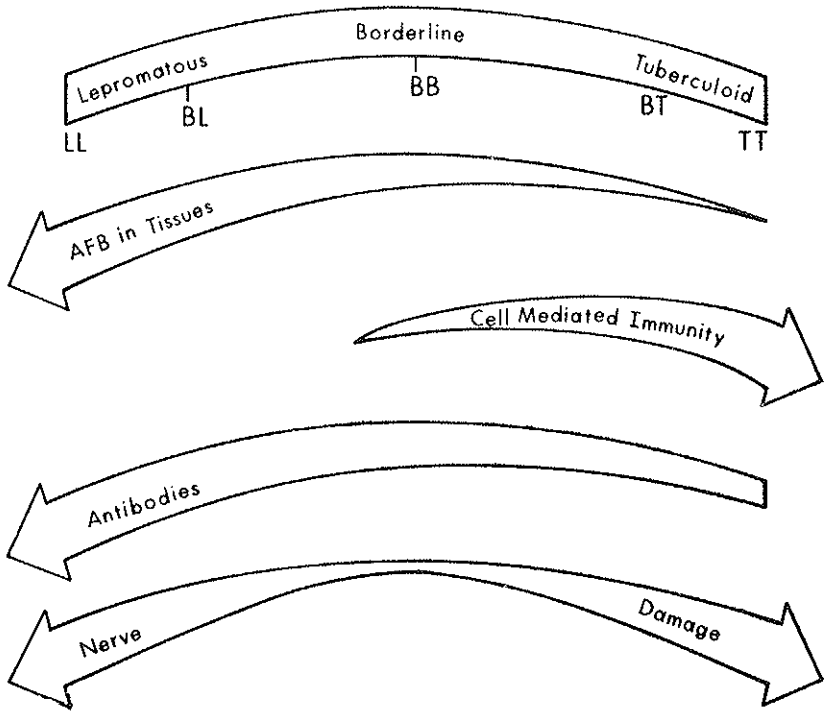 Borderline
Lepromatous
Tuberculoid
LL
BL
BB
BT
TT
AFB in Tissues
Cell Mediated Immunity
Antibodies
Nerve
Damage